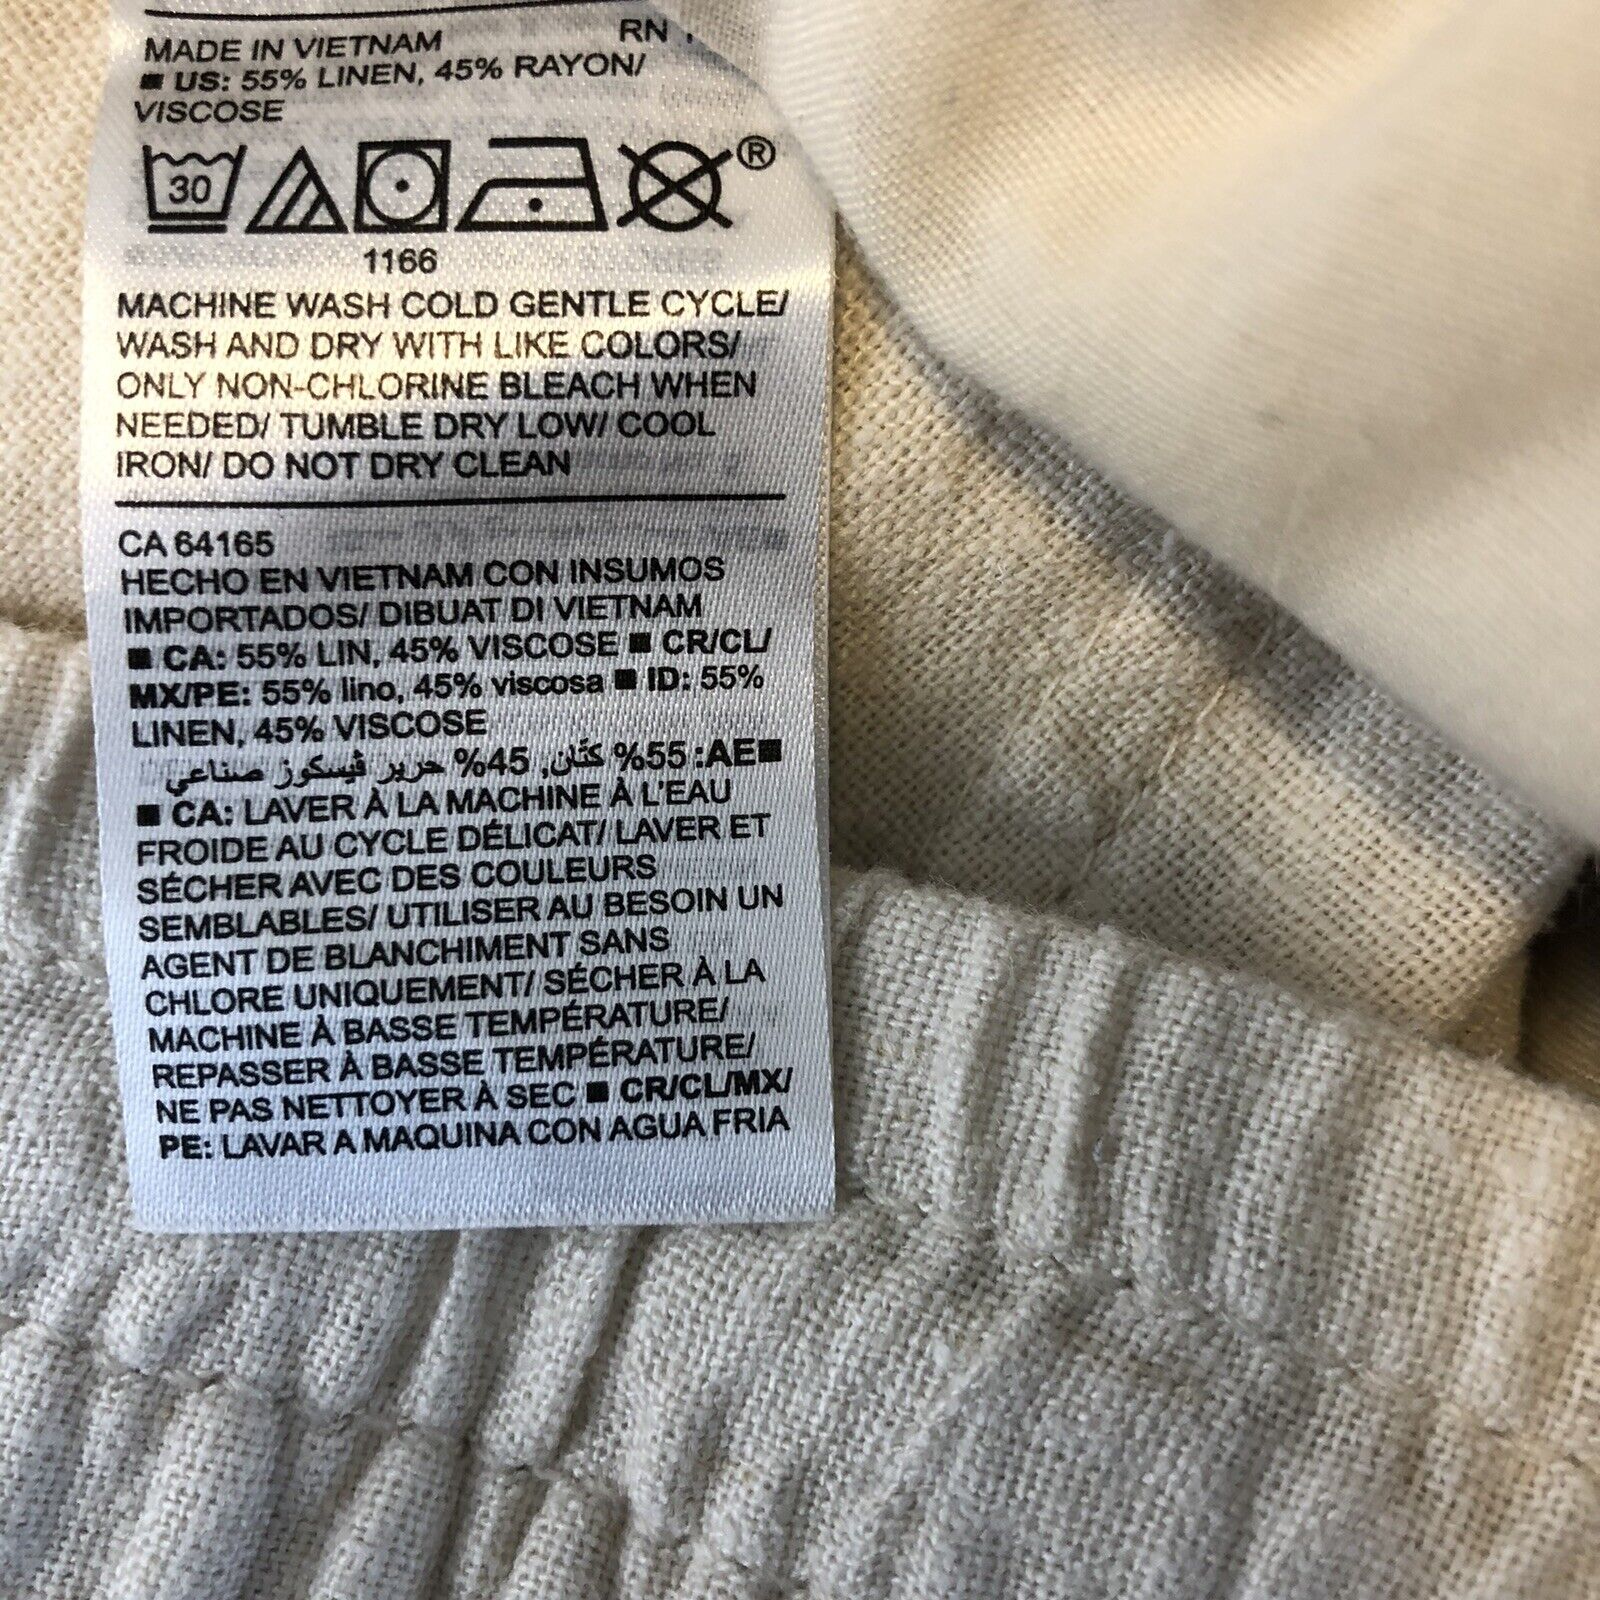 MADE IN VIETNAM RN
■ US: 55% LINEN, 45% RAYON/
VISCOSE
30
®
1166
MACHINE WASH COLD GENTLE CYCLE/
WASH AND DRY WITH LIKE COLORS/
ONLY NON-CHLORINE BLEACH WHEN
NEEDED/ TUMBLE DRY LOW/ COOL
IRON/ DO NOT DRY CLEAN
CA 64165
HECHO EN VIETNAM CON INSUMOS
IMPORTADOS/ DIBUAT DI VIETNAM
■ CA: 55% LIN, 45% VISCOSE ■ CR/CL/
MX/PE: 55% lino, 45% viscosa ■ ID: 55%
LINEN, 45% VISCOSE
■AE: 55% كتّان, 45% حرير ڤيسكوز صناعي
■ CA: LAVER À LA MACHINE À L'EAU
FROIDE AU CYCLE DÉLICAT/ LAVER ET
SÉCHER AVEC DES COULEURS
SEMBLABLES/ UTILISER AU BESOIN UN
AGENT DE BLANCHIMENT SANS
CHLORE UNIQUEMENT/ SÉCHER À LA
MACHINE À BASSE TEMPÉRATURE/
REPASSER À BASSE TEMPÉRATURE/
NE PAS NETTOYER À SEC ■ CR/CL/MX/
PE: LAVAR A MAQUINA CON AGUA FRIA